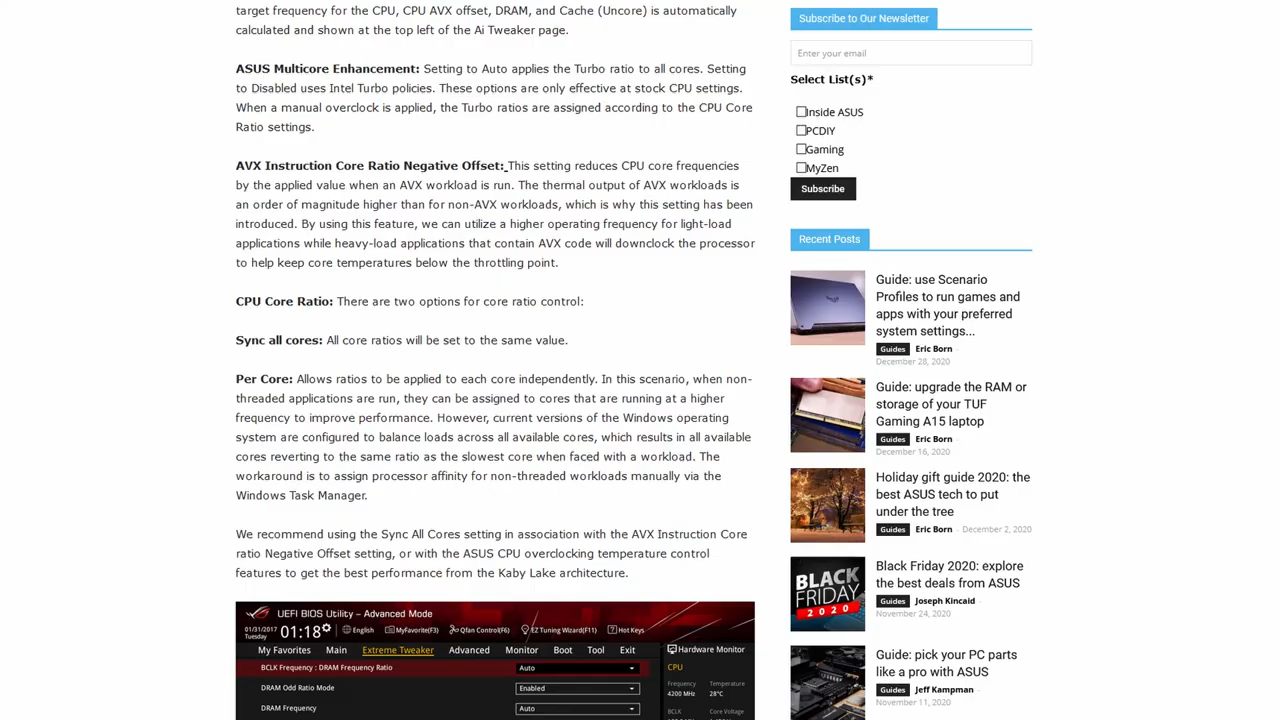 target frequency for the CPU, CPU AVX offset, DRAM, and Cache (Uncore) is automatically
calculated and shown at the top left of the Ai Tweaker page.
ASUS Multicore Enhancement: Setting to Auto applies the Turbo ratio to all cores. Setting
to Disabled uses Intel Turbo policies. These options are only effective at stock CPU settings.
When a manual overclock is applied, the Turbo ratios are assigned according to the CPU Core
Ratio settings.
AVX Instruction Core Ratio Negative Offset: This setting reduces CPU core frequencies
by the applied value when an AVX workload is run. The thermal output of AVX workloads is
an order of magnitude higher than for non-AVX workloads, which is why this setting has been
introduced. By using this feature, we can utilize a higher operating frequency for light-load
applications while heavy-load applications that contain AVX code will downclock the processor
to help keep core temperatures below the throttling point.
CPU Core Ratio: There are two options for core ratio control:
Sync all cores: All core ratios will be set to the same value.
Per Core: Allows ratios to be applied to each core independently. In this scenario, when non-
threaded applications are run, they can be assigned to cores that are running at a higher
frequency to improve performance. However, current versions of the Windows operating
system are configured to balance loads across all available cores, which results in all available
cores reverting to the same ratio as the slowest core when faced with a workload. The
workaround is to assign processor affinity for non-threaded workloads manually via the
Windows Task Manager.
We recommend using the Sync All Cores setting in association with the AVX Instruction Core
ratio Negative Offset setting, or with the ASUS CPU overclocking temperature control
features to get the best performance from the Kaby Lake architecture.
UEFI BIOS Utility – Advanced Mode
01/31/2017
Tuesday
01:18
English
MyFavorite(F3)
Qfan Control(F6)
EZ Tuning Wizard(F11)
Hot Keys
My Favorites Main Extreme Tweaker Advanced Monitor Boot Tool Exit
Hardware Monitor
BCLK Frequency : DRAM Frequency Ratio Auto
DRAM Odd Ratio Mode Enabled
DRAM Frequency Auto
CPU
Frequency Temperature
4200 MHz 28°C
BCLK Core Voltage
Subscribe to Our Newsletter
Enter your email
Select List(s)*
Inside ASUS
PCDIY
Gaming
MyZen
Subscribe
Recent Posts
Guide: use Scenario
Profiles to run games and
apps with your preferred
system settings...
Guides Eric Born -
December 28, 2020
Guide: upgrade the RAM or
storage of your TUF
Gaming A15 laptop
Guides Eric Born -
December 16, 2020
Holiday gift guide 2020: the
best ASUS tech to put
under the tree
Guides Eric Born - December 2, 2020
BLACK
FRIDAY
2020
Black Friday 2020: explore
the best deals from ASUS
Guides Joseph Kincaid -
November 24, 2020
Guide: pick your PC parts
like a pro with ASUS
Guides Jeff Kampman -
November 11, 2020